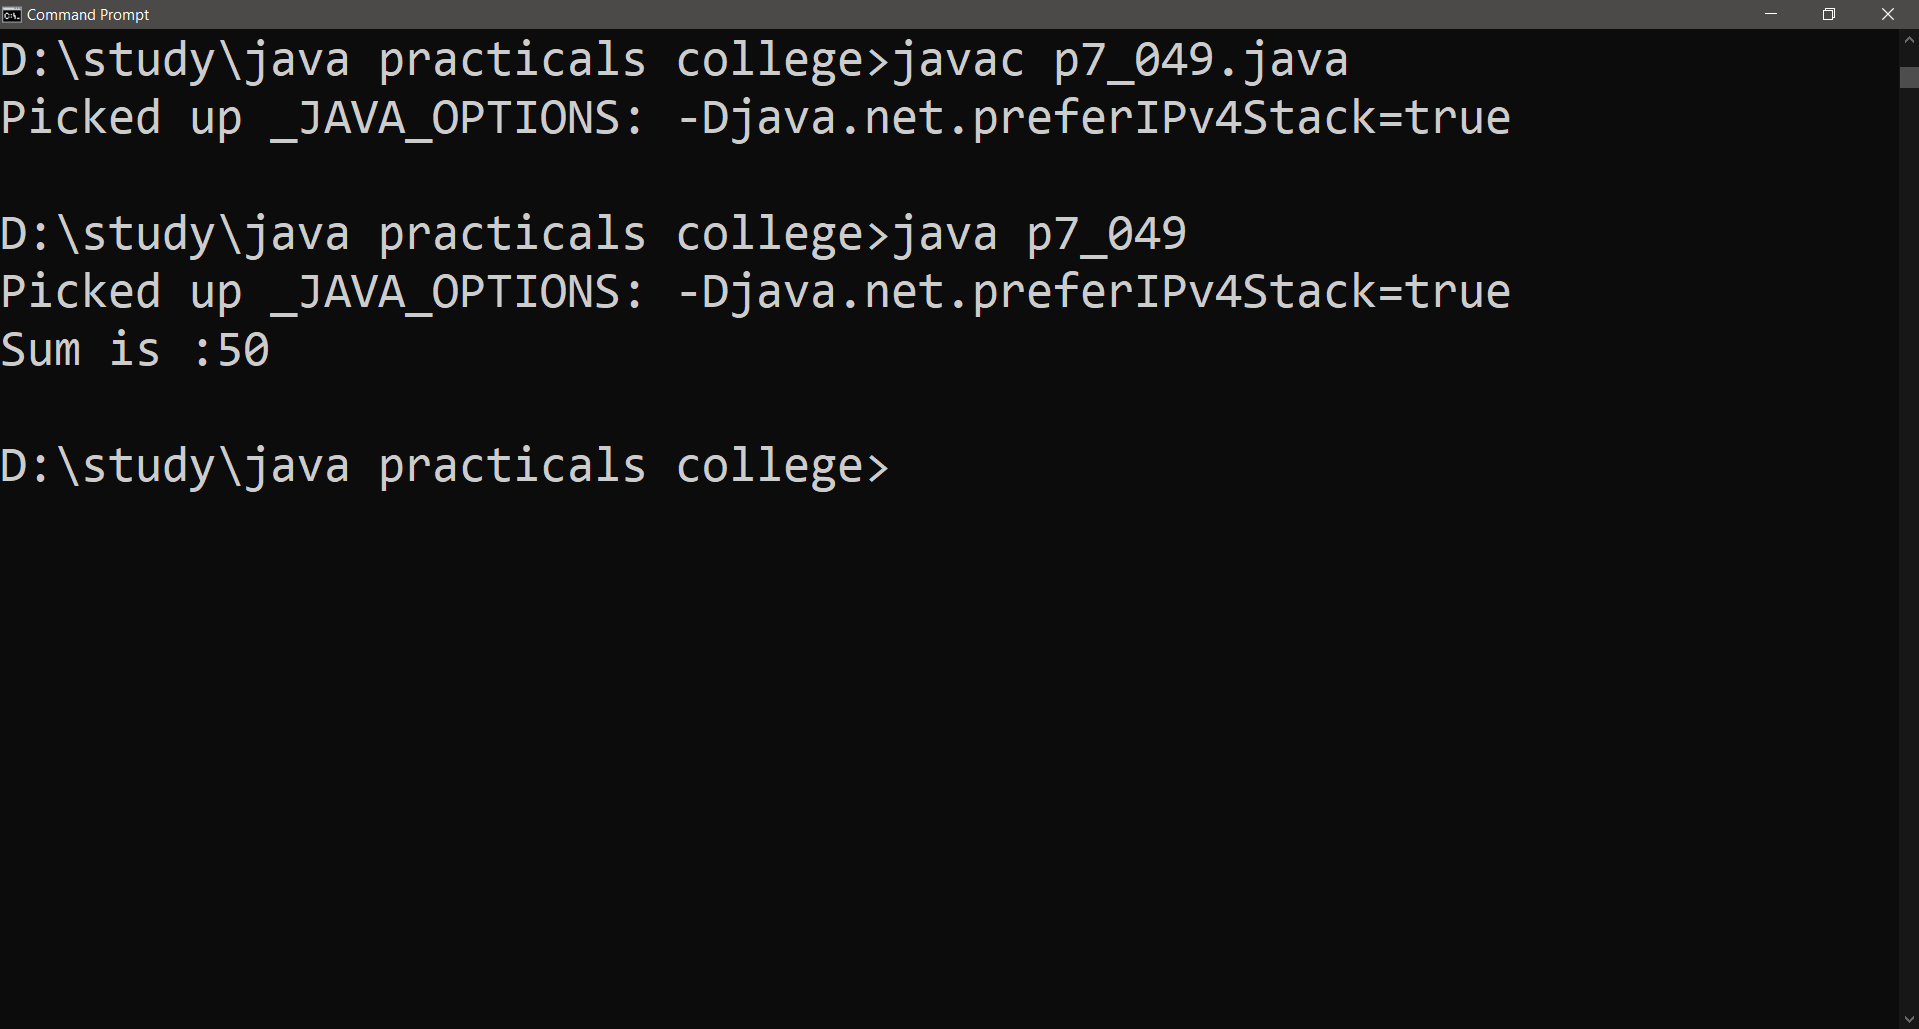 Command Prompt
D:\study\java practicals college>javac p7_049.java
Picked up _JAVA_OPTIONS: -Djava.net.preferIPv4Stack=true
D:\study\java practicals college>java p7_049
Picked up _JAVA_OPTIONS: -Djava.net.preferIPv4Stack=true
Sum is :50
D:\study\java practicals college>